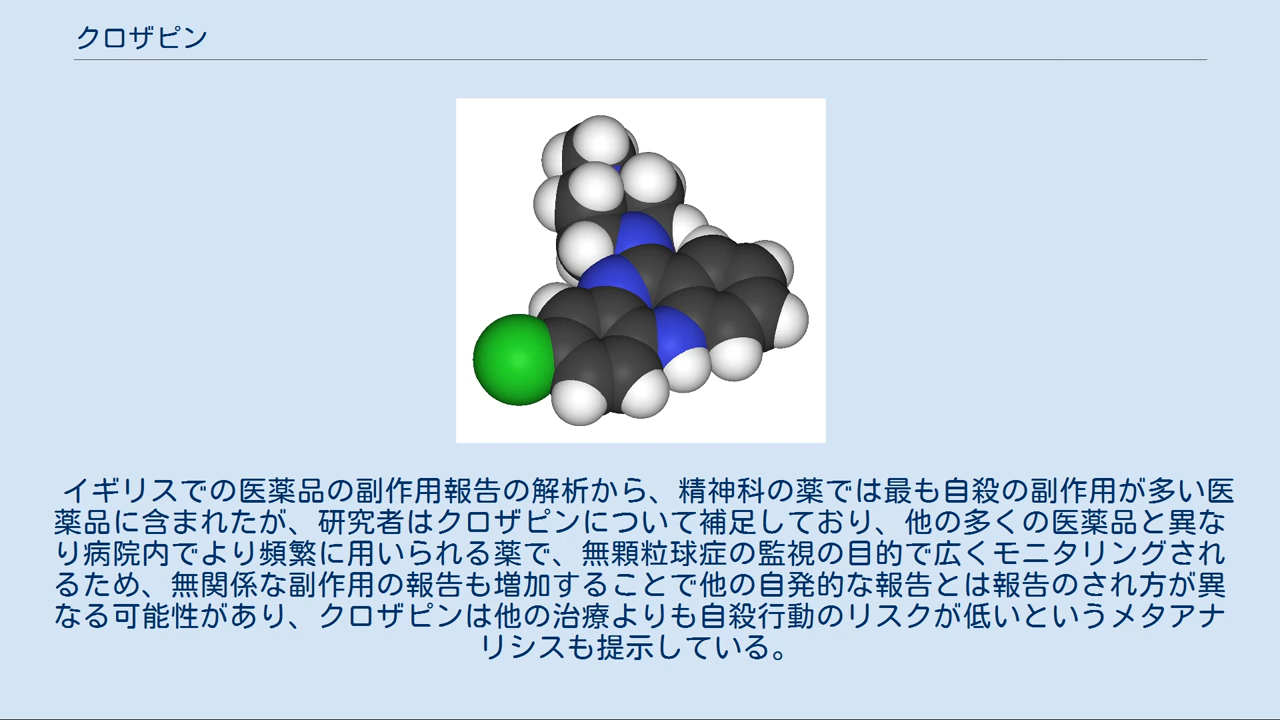 クロザピン
イギリスでの医薬品の副作用報告の解析から、精神科の薬では最も自殺の副作用が多い医
薬品に含まれたが、研究者はクロザピンについて補足しており、他の多くの医薬品と異な
り病院内でより頻繁に用いられる薬で、無顆粒球症の監視の目的で広くモニタリングされ
るため、無関係な副作用の報告も増加することで他の自発的な報告とは報告のされ方が異
なる可能性があり、クロザピンは他の治療よりも自殺行動のリスクが低いというメタアナ
リシスも提示している。